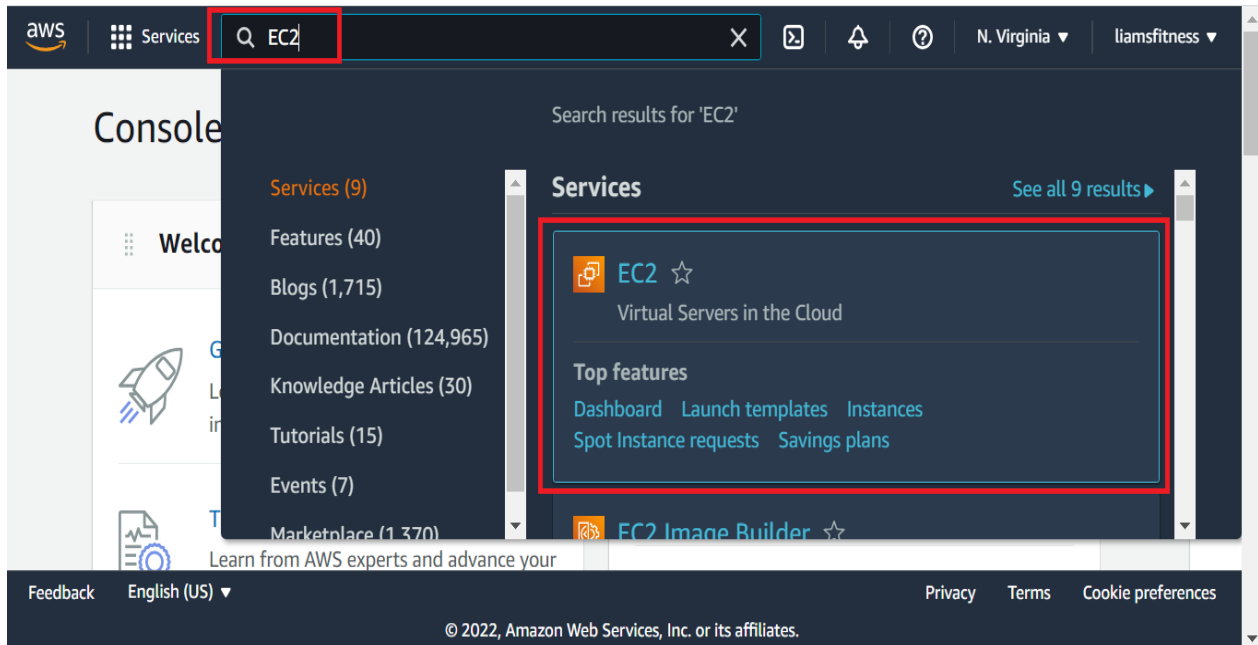 aws Services EC2 N. Virginia ▼ liamsfitness ▼
Console
Search results for 'EC2'
Services (9)
Features (40)
Blogs (1,715)
Documentation (124,965)
Knowledge Articles (30)
Tutorials (15)
Events (7)
Marketplace (1,370)
Services
See all 9 results
EC2
Virtual Servers in the Cloud
Top features
Dashboard Launch templates Instances
Spot Instance requests Savings plans
EC2 Image Builder
Learn from AWS experts and advance your
Feedback English (US) ▼ Privacy Terms Cookie preferences
© 2022, Amazon Web Services, Inc. or its affiliates.